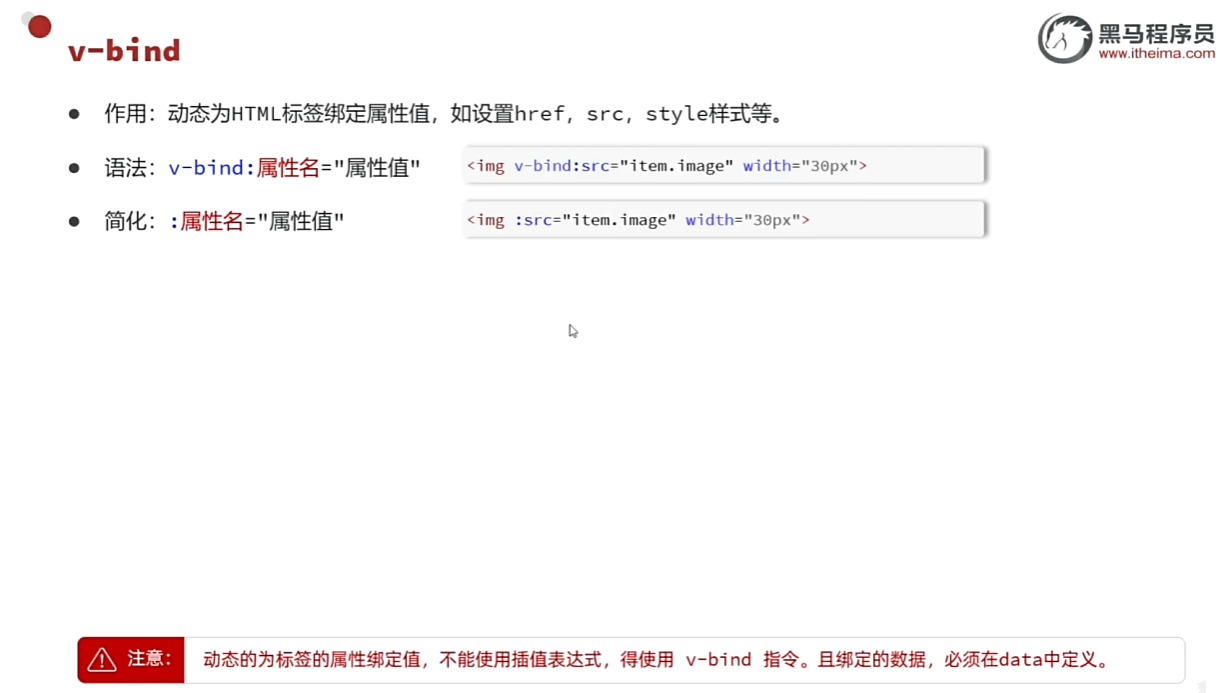 黑马程序员
www.itheima.com
v-bind
● 作用：动态为HTML标签绑定属性值，如设置href，src，style样式等。
● 语法：v-bind:属性名="属性值" <img v-bind:src="item.image" width="30px">
● 简化：:属性名="属性值" <img :src="item.image" width="30px">
注意： 动态的为标签的属性绑定值，不能使用插值表达式，得使用 v-bind 指令。且绑定的数据，必须在data中定义。